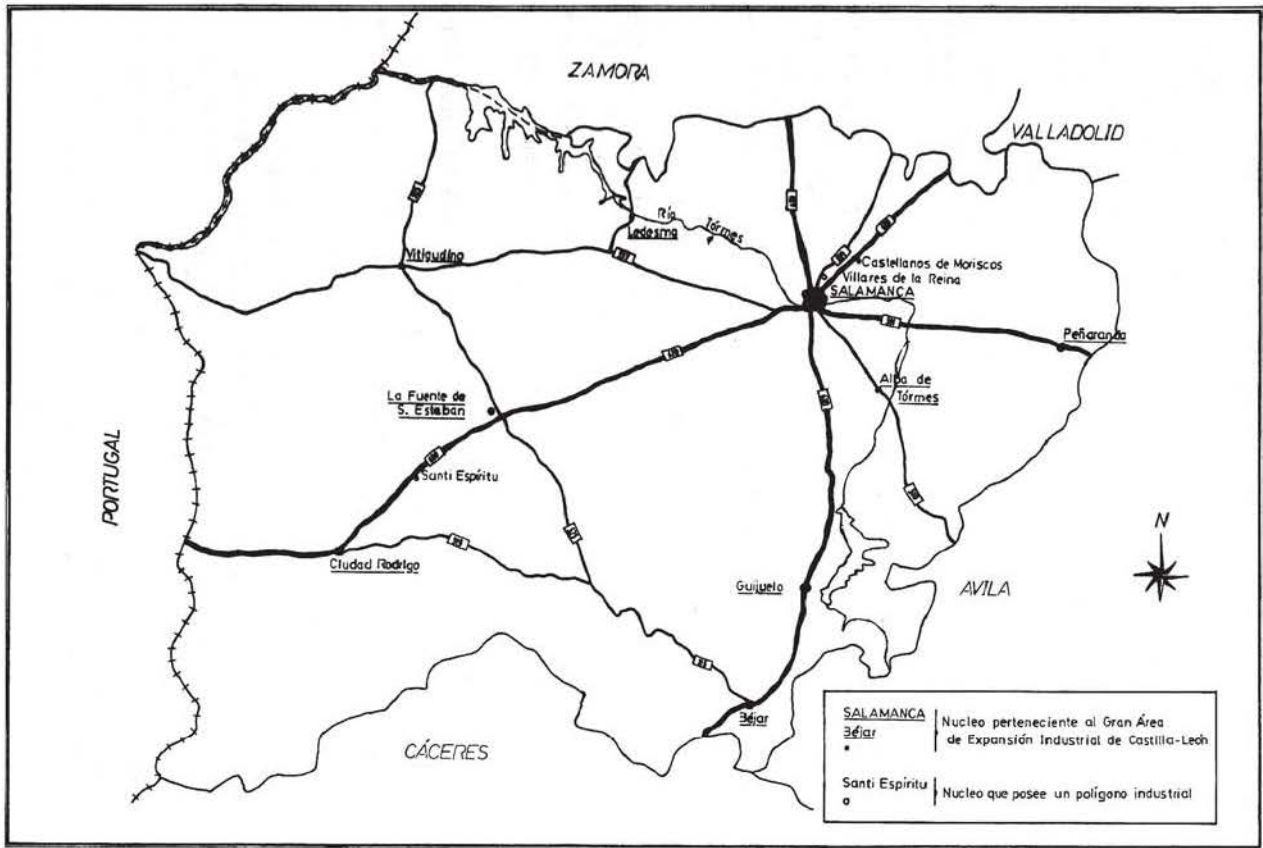 ZAMORA
VALLADOLID
Río
Tórmes
Ledesma
Vitigudino
Castellanos de Moriscos
Villares de la Reina
SALAMANCA
Peñaranda
Alba de
Tórmes
La Fuente de
S. Esteban
Santi Espíritu
PORTUGAL
Ciudad Rodrigo
N
Guijuelo
AVILA
Béjar
CÁCERES
SALAMANCA
Béjar
Nucleo perteneciente al Gran Área
de Expansión Industrial de Castilla-León
Santi Espíritu
Nucleo que posee un polígono industrial